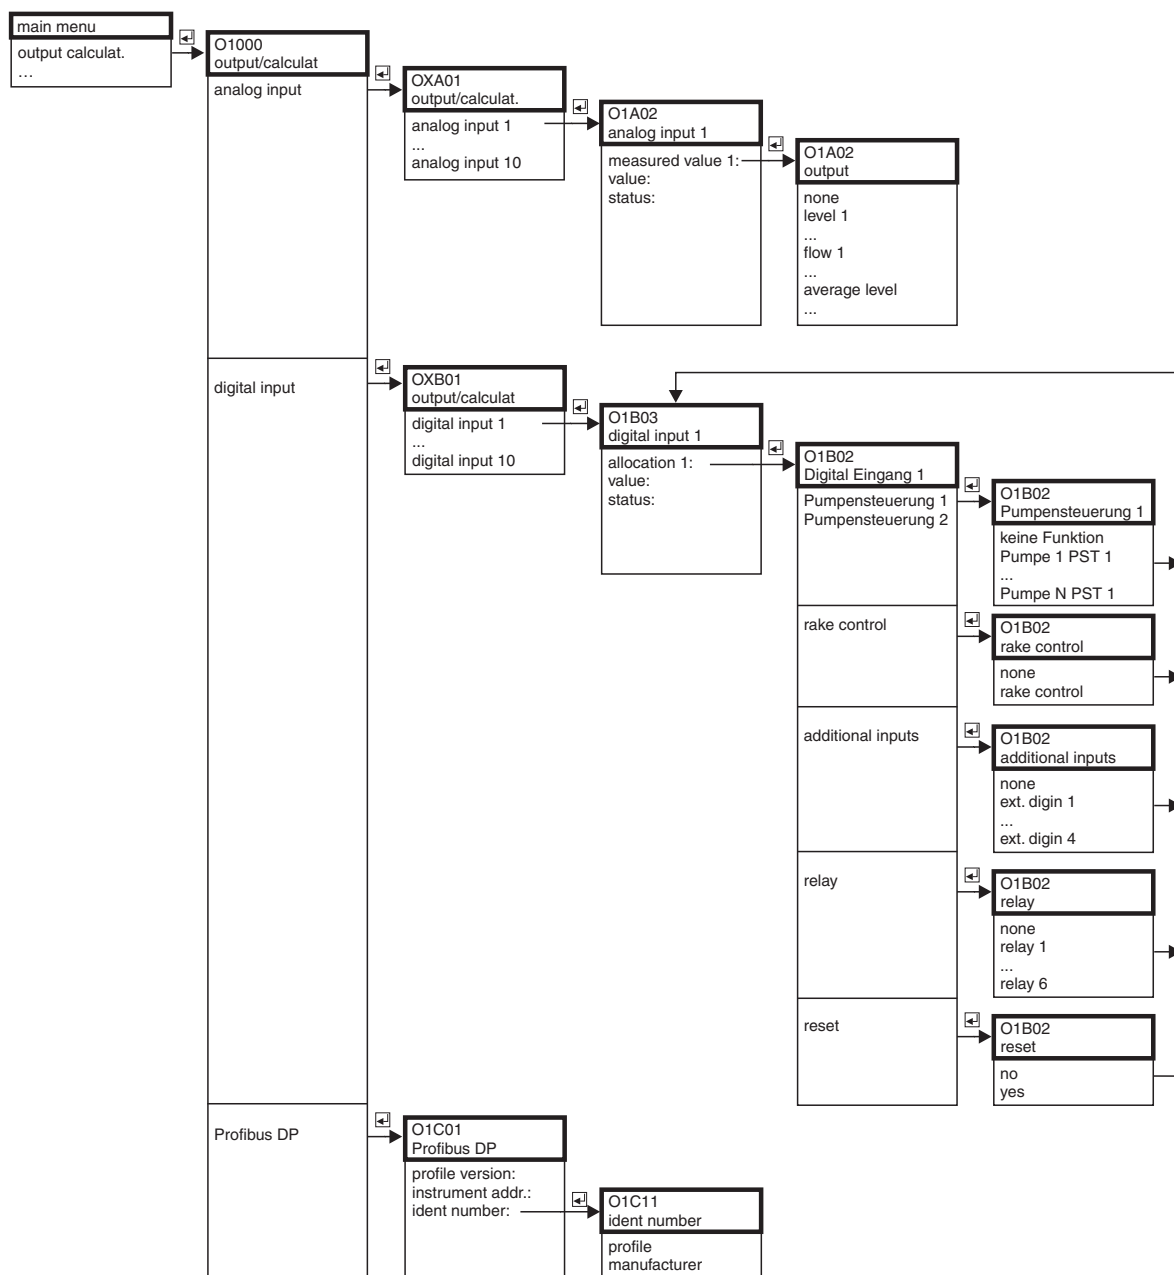 main menu
output calculat.
...
O1000
output/calculat
analog input
OXA01
output/calculat.
analog input 1
...
analog input 10
O1A02
analog input 1
measured value 1:
value:
status:
O1A02
output
none
level 1
...
flow 1
...
average level
...
digital input
OXB01
output/calculat
digital input 1
...
digital input 10
O1B03
digital input 1
allocation 1:
value:
status:
O1B02
Digital Eingang 1
Pumpensteuerung 1
Pumpensteuerung 2
O1B02
Pumpensteuerung 1
keine Funktion
Pumpe 1 PST 1
...
Pumpe N PST 1
rake control
O1B02
rake control
none
rake control
additional inputs
O1B02
additional inputs
none
ext. digin 1
...
ext. digin 4
relay
O1B02
relay
none
relay 1
...
relay 6
reset
O1B02
reset
no
yes
Profibus DP
O1C01
Profibus DP
profile version:
instrument addr.:
ident number:
O1C11
ident number
profile
manufacturer